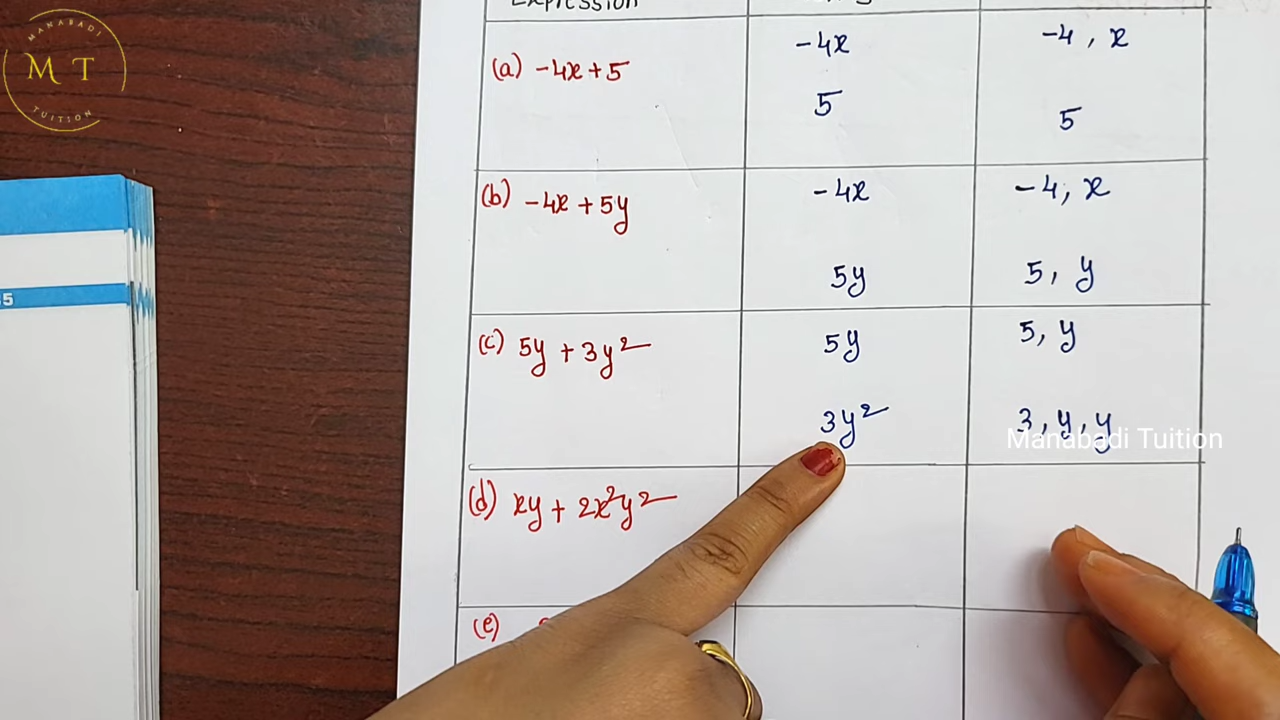 MANABADI
M T
TUITION
Expression
(a) -4x+5
-4x
-4, x
5
5
(b) -4x + 5y
-4x
-4, x
5y
5, y
(c) 5y + 3y²
5y
5, y
3y²
3, y, y
Manabadi Tuition
(d) xy + 2x²y²
(e)
5